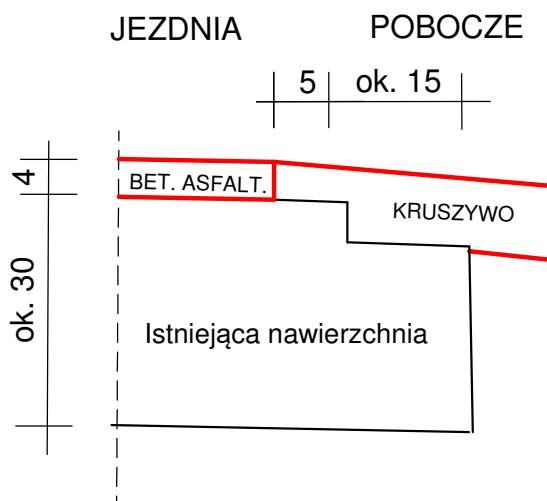 JEZDNIA POBOCZE
5 ok. 15
4
BET. ASFALT.
KRUSZYWO
ok. 30
Istniejąca nawierzchnia